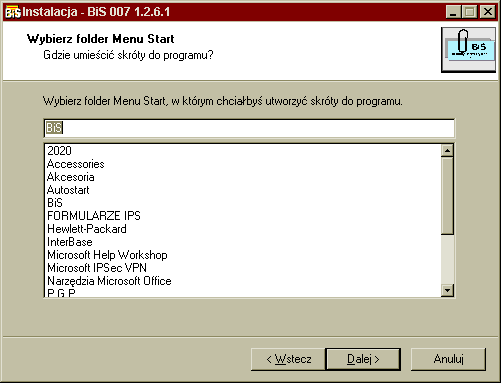 BiS Instalacja - BiS 007 1.2.6.1
Wybierz folder Menu Start
Gdzie umieścić skróty do programu?
BiS
Wybierz folder Menu Start, w którym chciałbyś utworzyć skróty do programu.
BiS
2020
Accessories
Akcesoria
Autostart
BiS
FORMULARZE IPS
Hewlett-Packard
InterBase
Microsoft Help Workshop
Microsoft IPSec VPN
Narzędzia Microsoft Office
P G P
< Wstecz
Dalej >
Anuluj